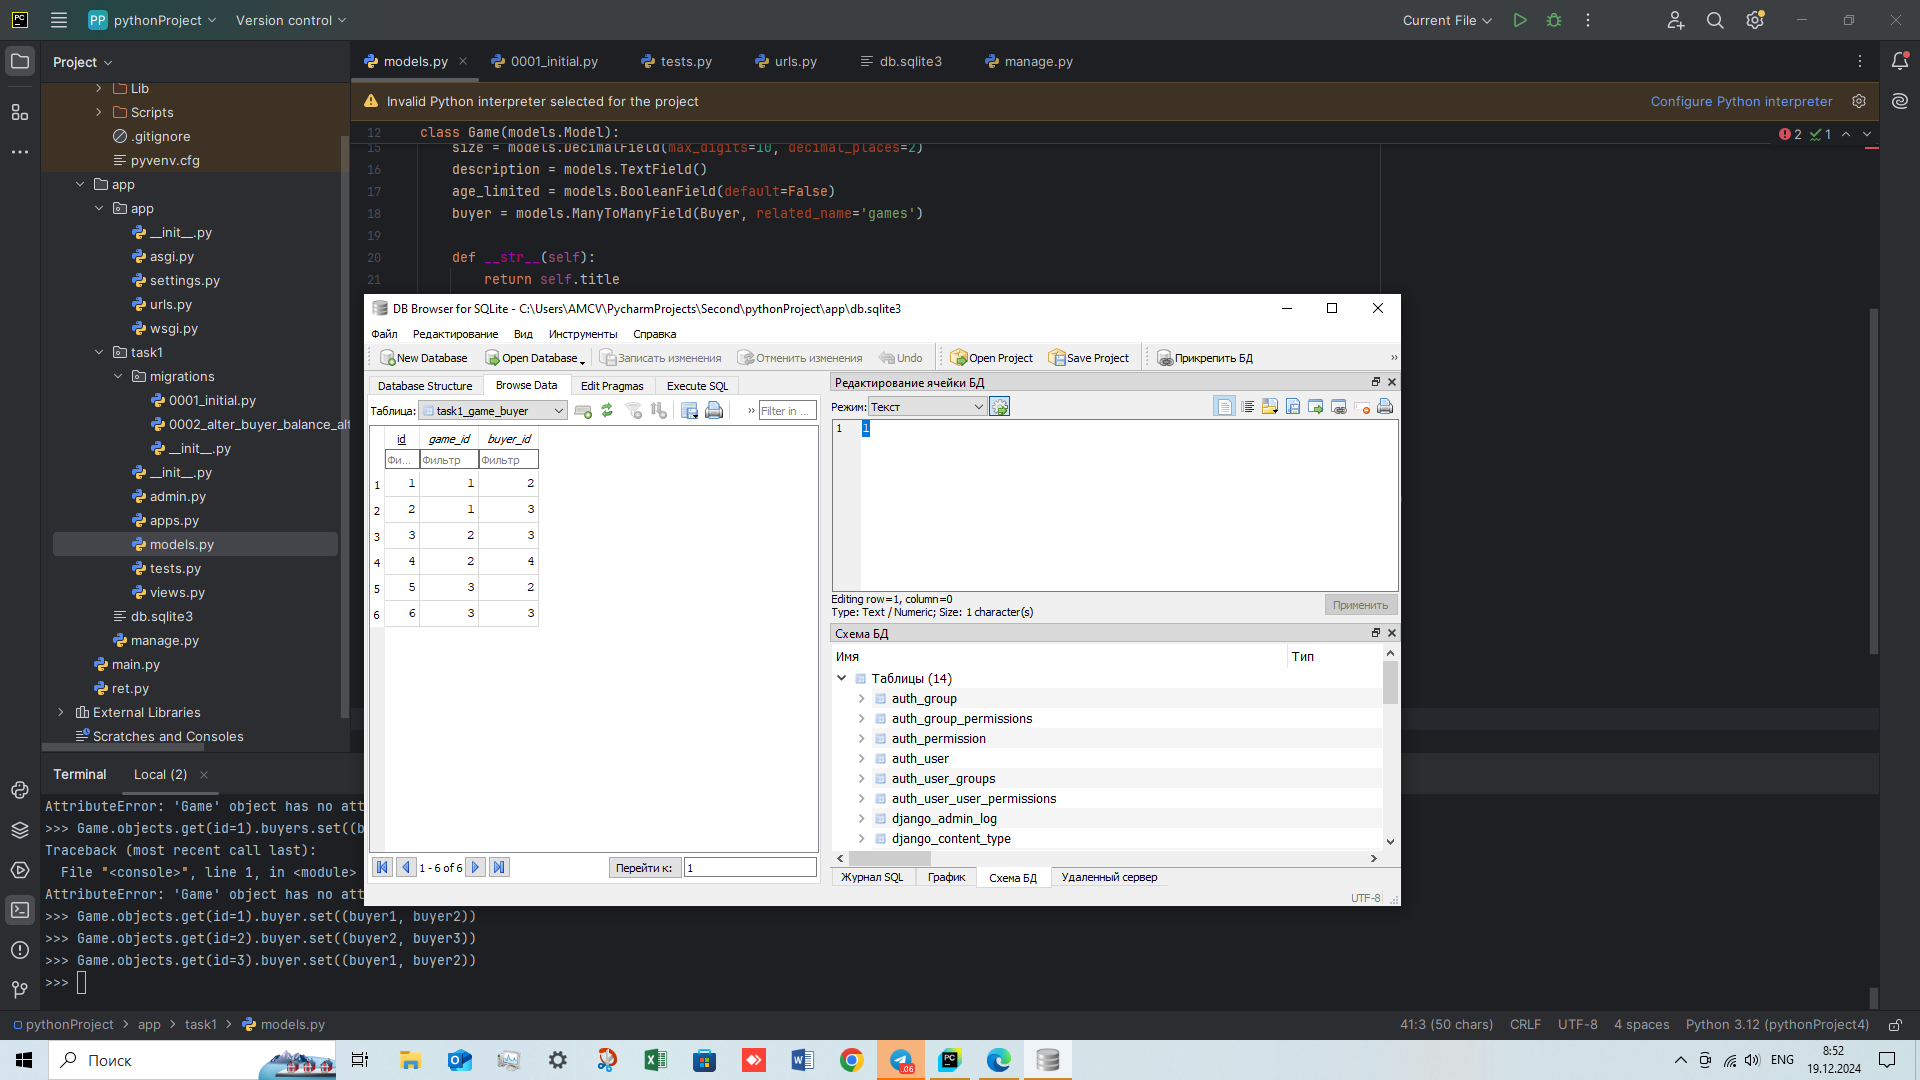 PP pythonProject Version control Current File
Project
models.py 0001_initial.py tests.py urls.py db.sqlite3 manage.py
Lib
Scripts
.gitignore
pyvenv.cfg
app
app
__init__.py
asgi.py
settings.py
urls.py
wsgi.py
task1
migrations
0001_initial.py
0002_alter_buyer_balance_alt
__init__.py
__init__.py
admin.py
apps.py
models.py
tests.py
views.py
db.sqlite3
manage.py
main.py
ret.py
External Libraries
Scratches and Consoles
Invalid Python interpreter selected for the project Configure Python interpreter
12 class Game(models.Model): 2 1
15 size = models.DecimalField(max_digits=10, decimal_places=2)
16 description = models.TextField()
17 age_limited = models.BooleanField(default=False)
18 buyer = models.ManyToManyField(Buyer, related_name='games')
19
20 def __str__(self):
21 return self.title
DB Browser for SQLite - C:\Users\AMCV\PycharmProjects\Second\pythonProject\app\db.sqlite3
Файл Редактирование Вид Инструменты Справка
New Database Open Database Записать изменения Отменить изменения Undo Open Project Save Project Прикрепить БД »
Database Structure Browse Data Edit Pragmas Execute SQL
Таблица: task1_game_buyer » Filter in ...
id game_id buyer_id
Фи... Фильтр Фильтр
1 1 1 2
2 2 1 3
3 3 2 3
4 4 2 4
5 5 3 2
6 6 3 3
1 - 6 of 6 Перейти к: 1
Редактирование ячейки БД
Режим: Текст
1 1
Editing row=1, column=0
Type: Text / Numeric; Size: 1 character(s)
Применить
Схема БД
Имя Тип
Таблицы (14)
auth_group
auth_group_permissions
auth_permission
auth_user
auth_user_groups
auth_user_user_permissions
django_admin_log
django_content_type
Журнал SQL График Схема БД Удаленный сервер
UTF-8
Terminal Local (2)
AttributeError: 'Game' object has no att
>>> Game.objects.get(id=1).buyers.set((b
Traceback (most recent call last):
File "<console>", line 1, in <module>
AttributeError: 'Game' object has no att
>>> Game.objects.get(id=1).buyer.set((buyer1, buyer2))
>>> Game.objects.get(id=2).buyer.set((buyer2, buyer3))
>>> Game.objects.get(id=3).buyer.set((buyer1, buyer2))
>>>
pythonProject > app > task1 > models.py 41:3 (50 chars) CRLF UTF-8 4 spaces Python 3.12 (pythonProject4)
Поиск ENG 8:52
19.12.2024